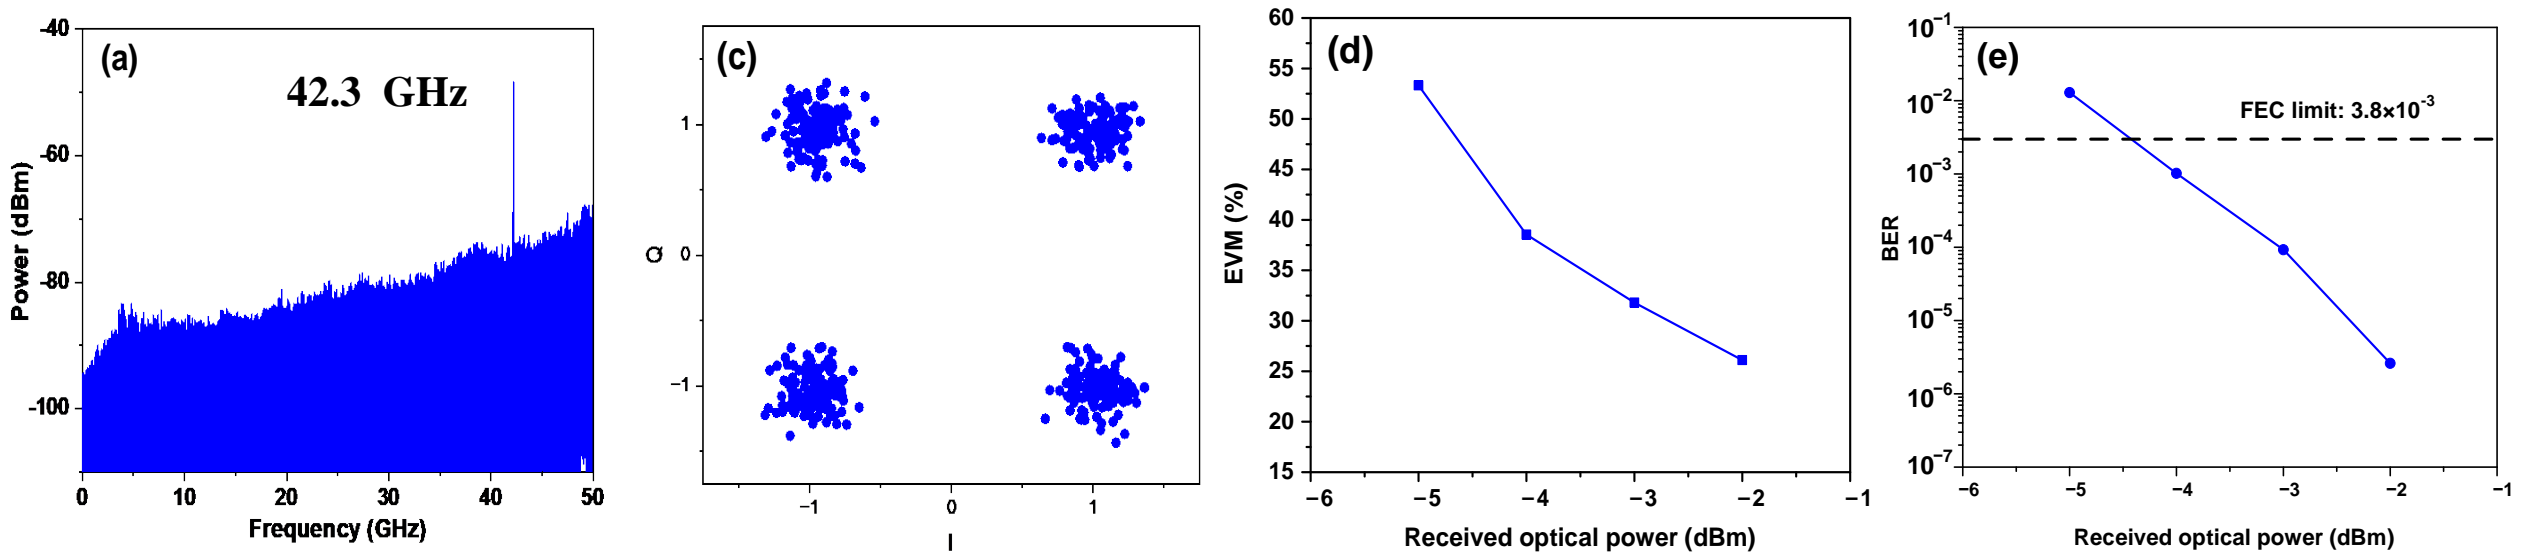 (a)
42.3 GHz
-40
-60
-80
-100
Power (dBm)
0 10 20 30 40 50
Frequency (GHz)
(c)
1
0
−1
Q
−1 0 1
I
(d)
60
55
50
45
40
35
30
25
20
15
EVM (%)
−6 −5 −4 −3 −2 −1
Received optical power (dBm)
(e)
FEC limit: 3.8×10⁻³
10⁻¹
10⁻²
10⁻³
10⁻⁴
10⁻⁵
10⁻⁶
10⁻⁷
BER
−6 −5 −4 −3 −2 −1
Received optical power (dBm)